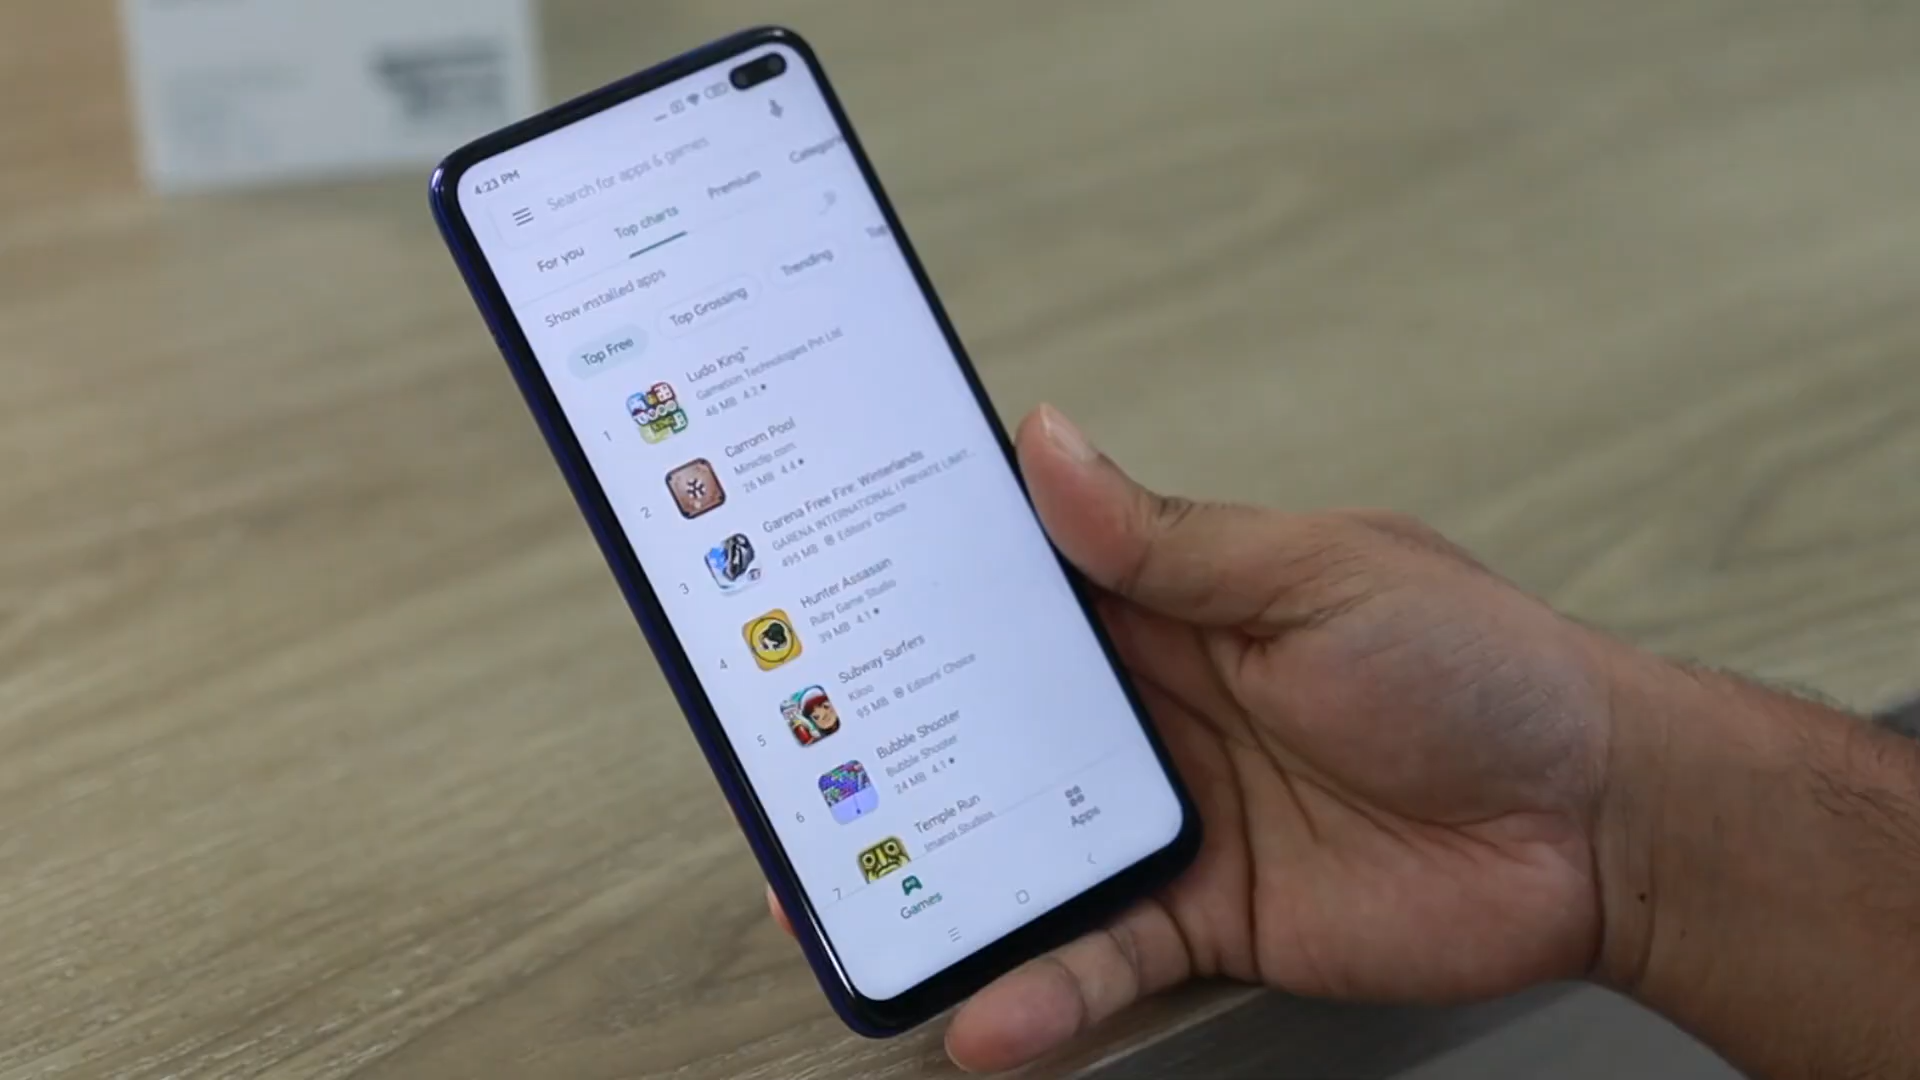 4:23 PM
Search for apps & games
For you
Top charts
Premium
Show installed apps
Top Free
Top Grossing
Trending
1
Ludo King™
Gametion Technologies Pvt Ltd
46 MB 4.2
2
Carrom Pool
Miniclip.com
26 MB 4.4
3
Garena Free Fire: Winterlands
GARENA INTERNATIONAL I PRIVATE LIMIT...
495 MB Editors' Choice
4
Hunter Assassin
Ruby Game Studio
39 MB 4.1
5
Subway Surfers
Kiloo
95 MB Editors' Choice
6
Bubble Shooter
Bubble Shooter
24 MB 4.1
7
Temple Run
Imangi Studios
Games
Apps